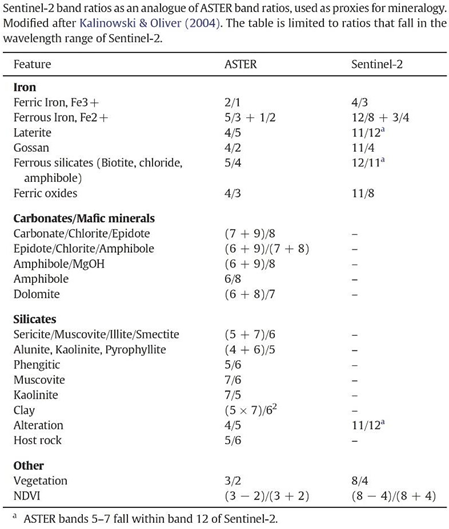 Sentinel-2 band ratios as an analogue of ASTER band ratios, used as proxies for mineralogy.
Modified after Kalinowski & Oliver (2004). The table is limited to ratios that fall in the
wavelength range of Sentinel-2.
Feature ASTER Sentinel-2
Iron
Ferric Iron, Fe3+ 2/1 4/3
Ferrous Iron, Fe2+ 5/3 + 1/2 12/8 + 3/4
Laterite 4/5 11/12ᵃ
Gossan 4/2 11/4
Ferrous silicates (Biotite, chloride, 5/4 12/11ᵃ
amphibole)
Ferric oxides 4/3 11/8
Carbonates/Mafic minerals
Carbonate/Chlorite/Epidote (7 + 9)/8 –
Epidote/Chlorite/Amphibole (6 + 9)/(7 + 8) –
Amphibole/MgOH (6 + 9)/8 –
Amphibole 6/8 –
Dolomite (6 + 8)/7 –
Silicates
Sericite/Muscovite/Illite/Smectite (5 + 7)/6 –
Alunite, Kaolinite, Pyrophyllite (4 + 6)/5 –
Phengitic 5/6 –
Muscovite 7/6 –
Kaolinite 7/5 –
Clay (5 × 7)/6² –
Alteration 4/5 11/12ᵃ
Host rock 5/6 –
Other
Vegetation 3/2 8/4
NDVI (3 − 2)/(3 + 2) (8 − 4)/(8 + 4)
ᵃ ASTER bands 5–7 fall within band 12 of Sentinel-2.